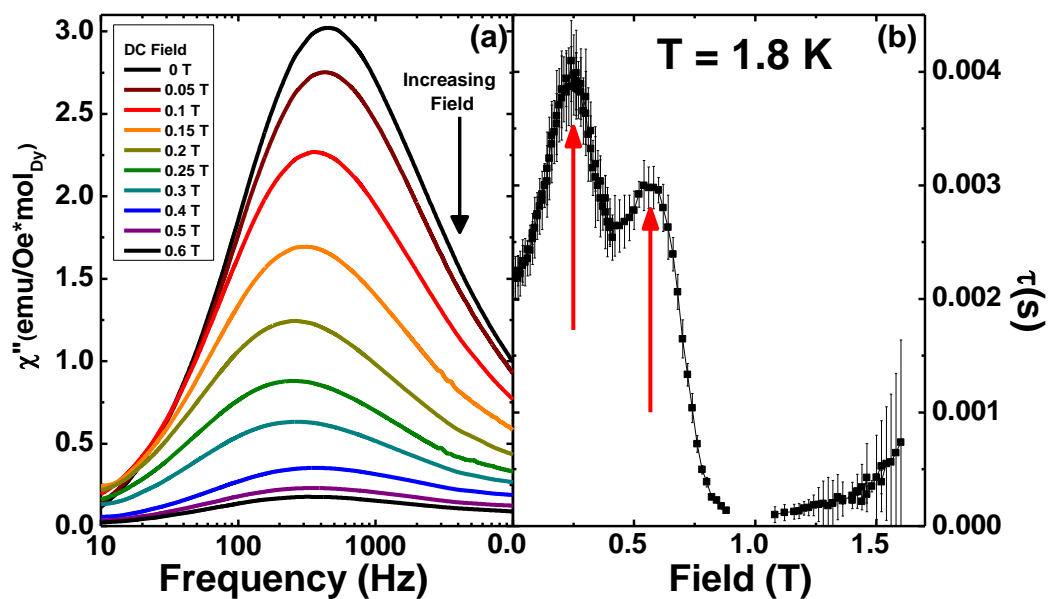 (a)
3.0
2.5
2.0
1.5
1.0
0.5
0.0
DC Field
0 T
0.05 T
0.1 T
0.15 T
0.2 T
0.25 T
0.3 T
0.4 T
0.5 T
0.6 T
Increasing
Field
χ''(emu/Oe*mol_Dy)
10 100 1000
Frequency (Hz)
T = 1.8 K (b)
0.004
0.003
0.002
0.001
0.000
τ(s)
0.0 0.5 1.0 1.5
Field (T)